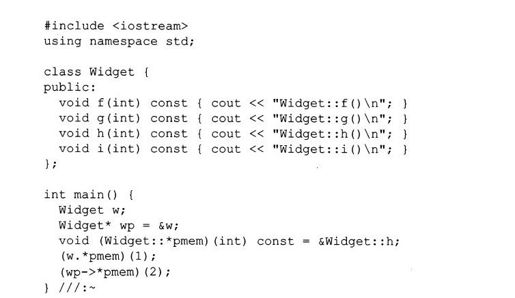 #include <iostream>
using namespace std;

class Widget {
public:
  void f(int) const { cout << "Widget::f()\n"; }
  void g(int) const { cout << "Widget::g()\n"; }
  void h(int) const { cout << "Widget::h()\n"; }
  void i(int) const { cout << "Widget::i()\n"; }
};

int main() {
  Widget w;
  Widget* wp = &w;
  void (Widget::*pmem)(int) const = &Widget::h;
  (w.*pmem)(1);
  (wp->*pmem)(2);
} ///:~